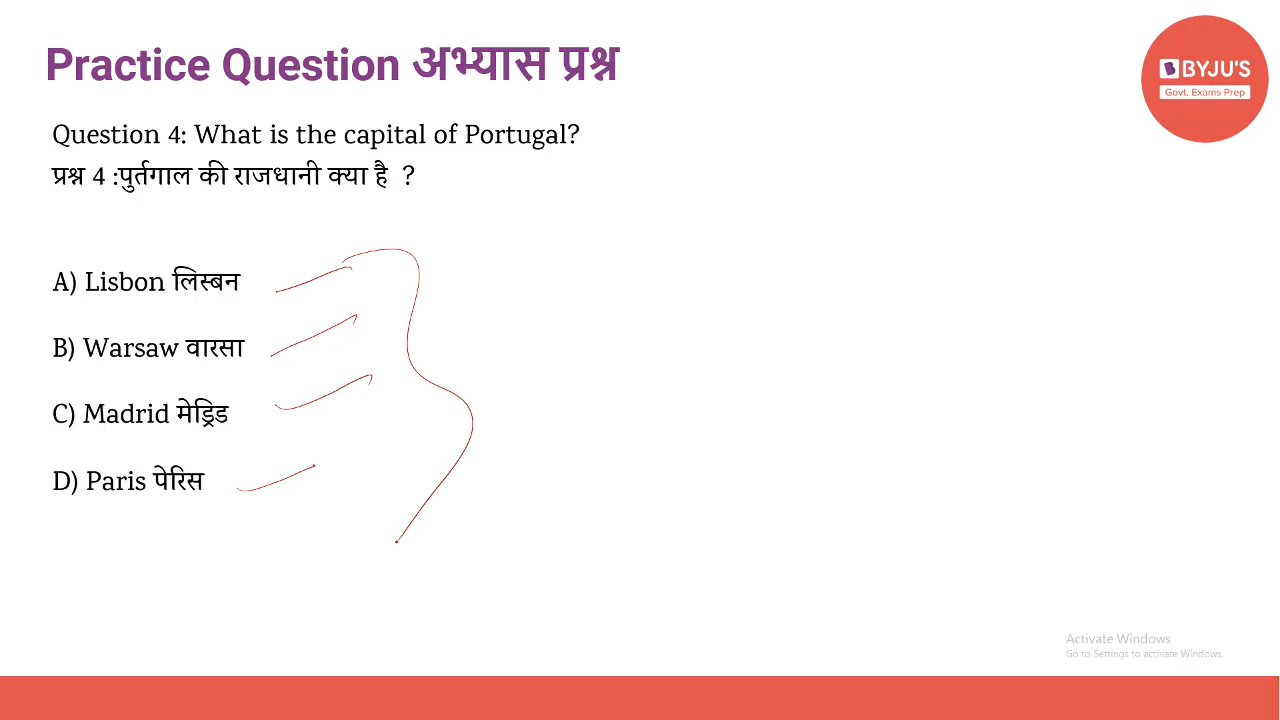 Practice Question अभ्यास प्रश्न
BYJU'S
Govt. Exams Prep
Question 4: What is the capital of Portugal?
प्रश्न 4 :पुर्तगाल की राजधानी क्या है ?
A) Lisbon लिस्बन
B) Warsaw वारसा
C) Madrid मेड्रिड
D) Paris पेरिस
Activate Windows
Go to Settings to activate Windows.